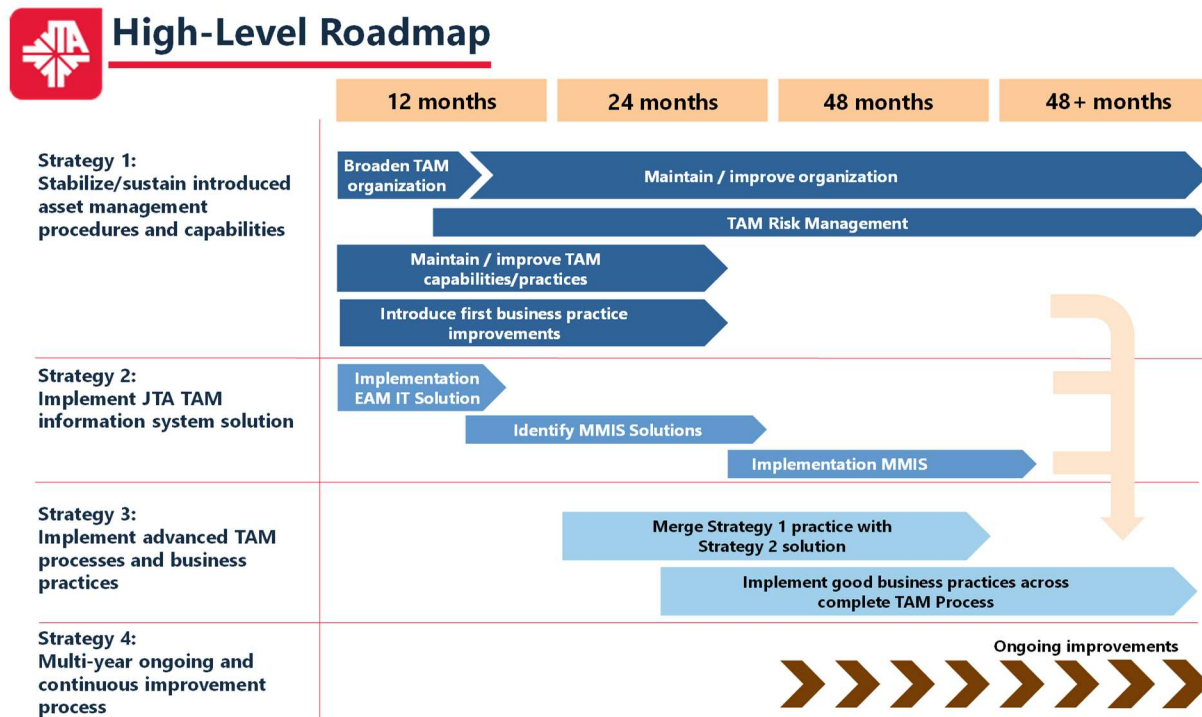 JTA
High-Level Roadmap
12 months
24 months
48 months
48+ months
Strategy 1:
Stabilize/sustain introduced
asset management
procedures and capabilities
Broaden TAM
organization
Maintain / improve organization
TAM Risk Management
Maintain / improve TAM
capabilities/practices
Introduce first business practice
improvements
Strategy 2:
Implement JTA TAM
information system solution
Implementation
EAM IT Solution
Identify MMIS Solutions
Implementation MMIS
Strategy 3:
Implement advanced TAM
processes and business
practices
Merge Strategy 1 practice with
Strategy 2 solution
Implement good business practices across
complete TAM Process
Strategy 4:
Multi-year ongoing and
continuous improvement
process
Ongoing improvements